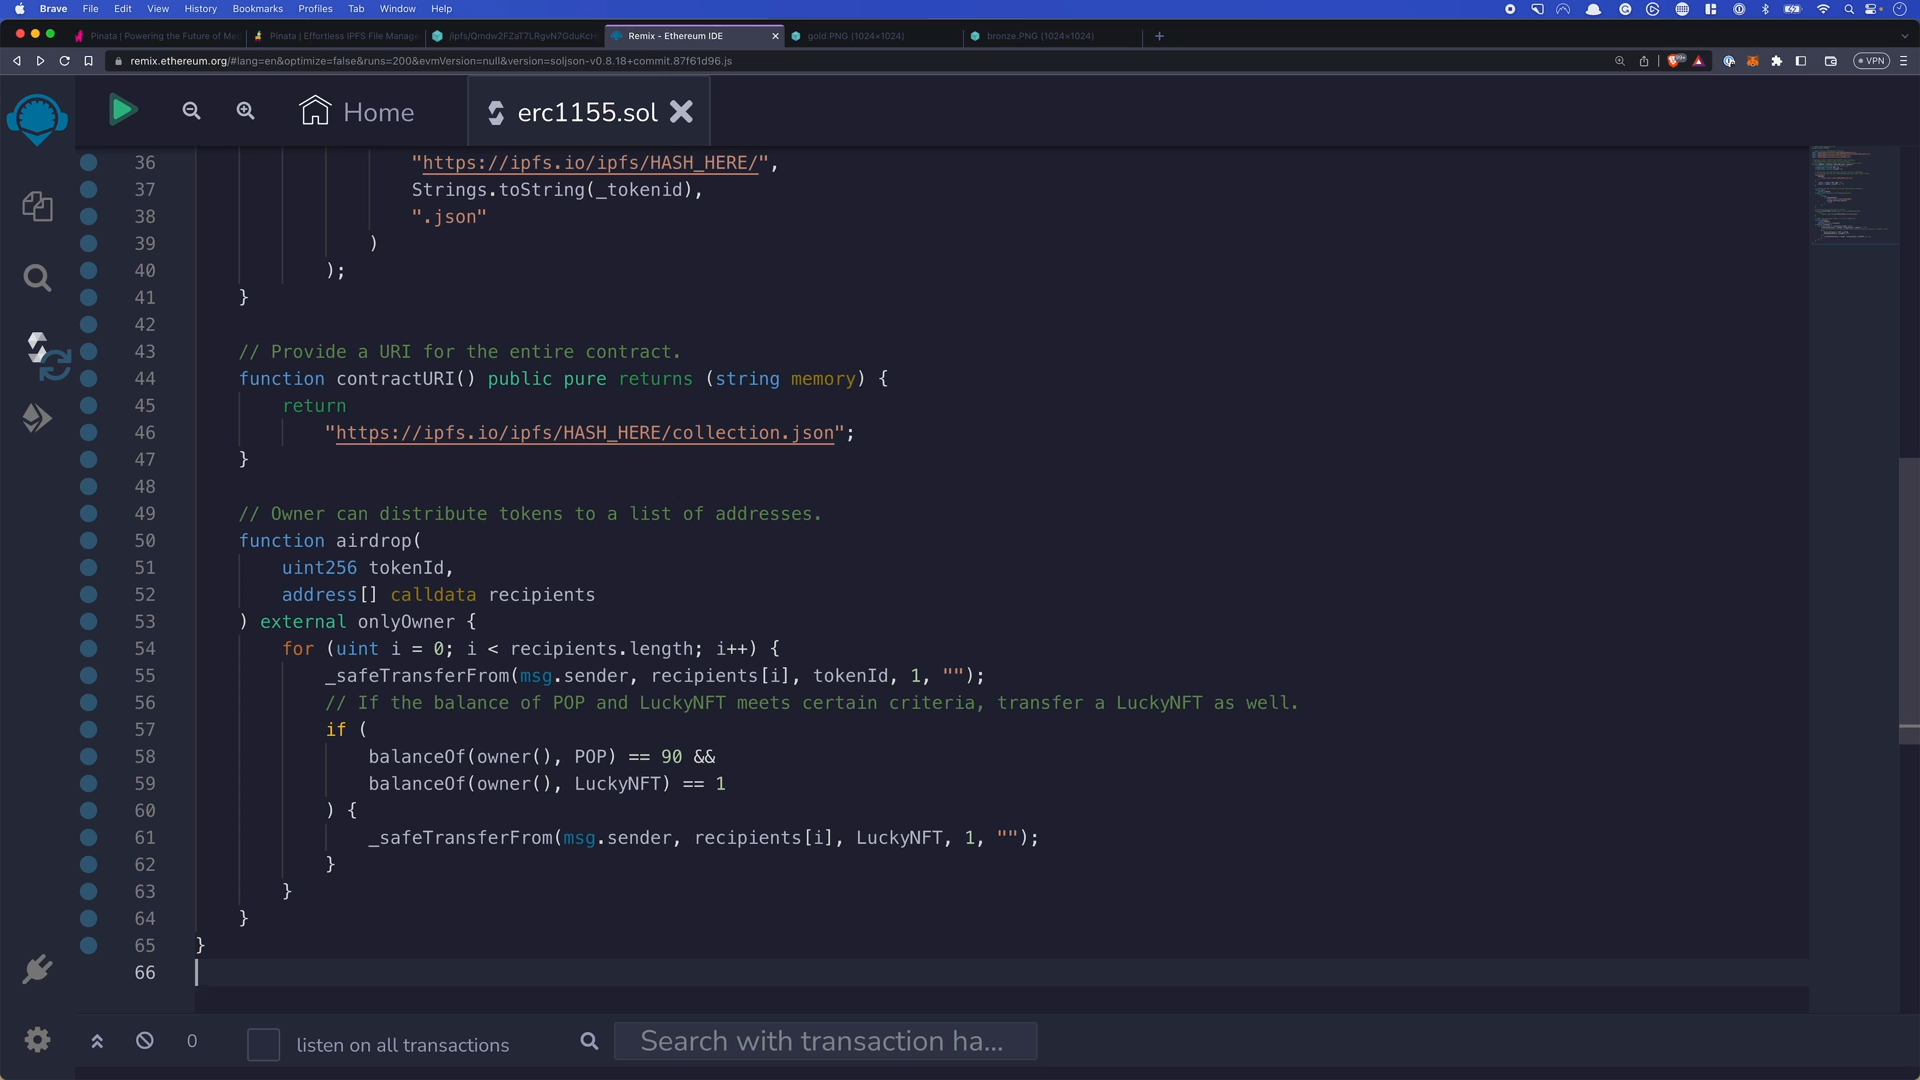 Brave File Edit View History Bookmarks Profiles Tab Window Help
Pinata | Powering the Future of Me
Pinata | Effortless IPFS File Manage
/ipfs/Qmdw2FZaT7LRgvN7GduKcH
Remix - Ethereum IDE
gold.PNG (1024×1024)
bronze.PNG (1024×1024)
remix.ethereum.org/#lang=en&optimize=false&runs=200&evmVersion=null&version=soljson-v0.8.18+commit.87f61d96.js
VPN
Home
erc1155.sol
36 "https://ipfs.io/ipfs/HASH_HERE/",
37 Strings.toString(_tokenid),
38 ".json"
39 )
40 );
41 }
42
43 // Provide a URI for the entire contract.
44 function contractURI() public pure returns (string memory) {
45 return
46 "https://ipfs.io/ipfs/HASH_HERE/collection.json";
47 }
48
49 // Owner can distribute tokens to a list of addresses.
50 function airdrop(
51 uint256 tokenId,
52 address[] calldata recipients
53 ) external onlyOwner {
54 for (uint i = 0; i < recipients.length; i++) {
55 _safeTransferFrom(msg.sender, recipients[i], tokenId, 1, "");
56 // If the balance of POP and LuckyNFT meets certain criteria, transfer a LuckyNFT as well.
57 if (
58 balanceOf(owner(), POP) == 90 &&
59 balanceOf(owner(), LuckyNFT) == 1
60 ) {
61 _safeTransferFrom(msg.sender, recipients[i], LuckyNFT, 1, "");
62 }
63 }
64 }
65 }
66
0
listen on all transactions
Search with transaction ha...